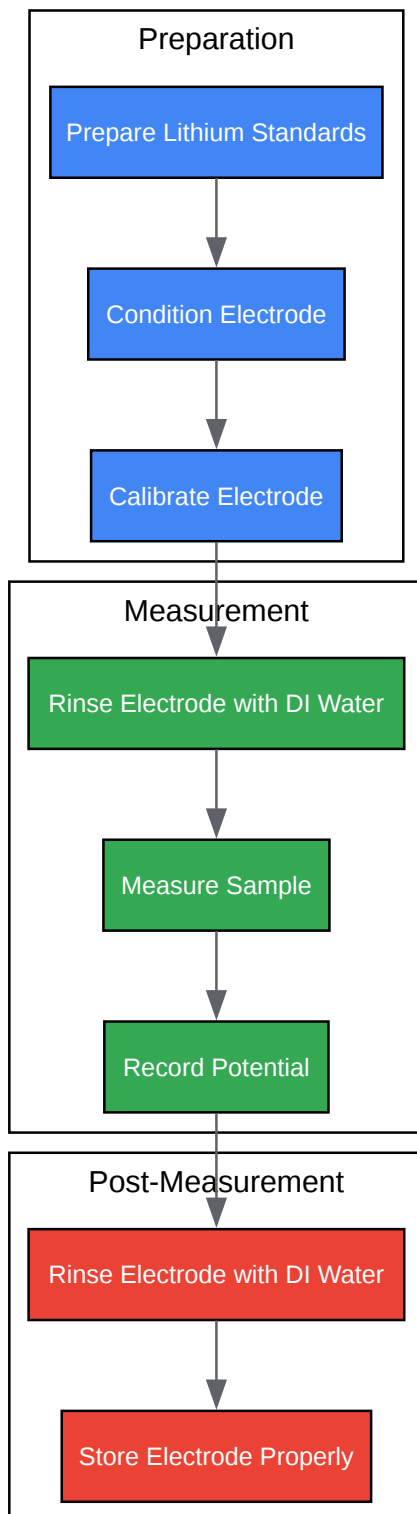 Preparation
Prepare Lithium Standards
Condition Electrode
Calibrate Electrode
Measurement
Rinse Electrode with DI Water
Measure Sample
Record Potential
Post-Measurement
Rinse Electrode with DI Water
Store Electrode Properly